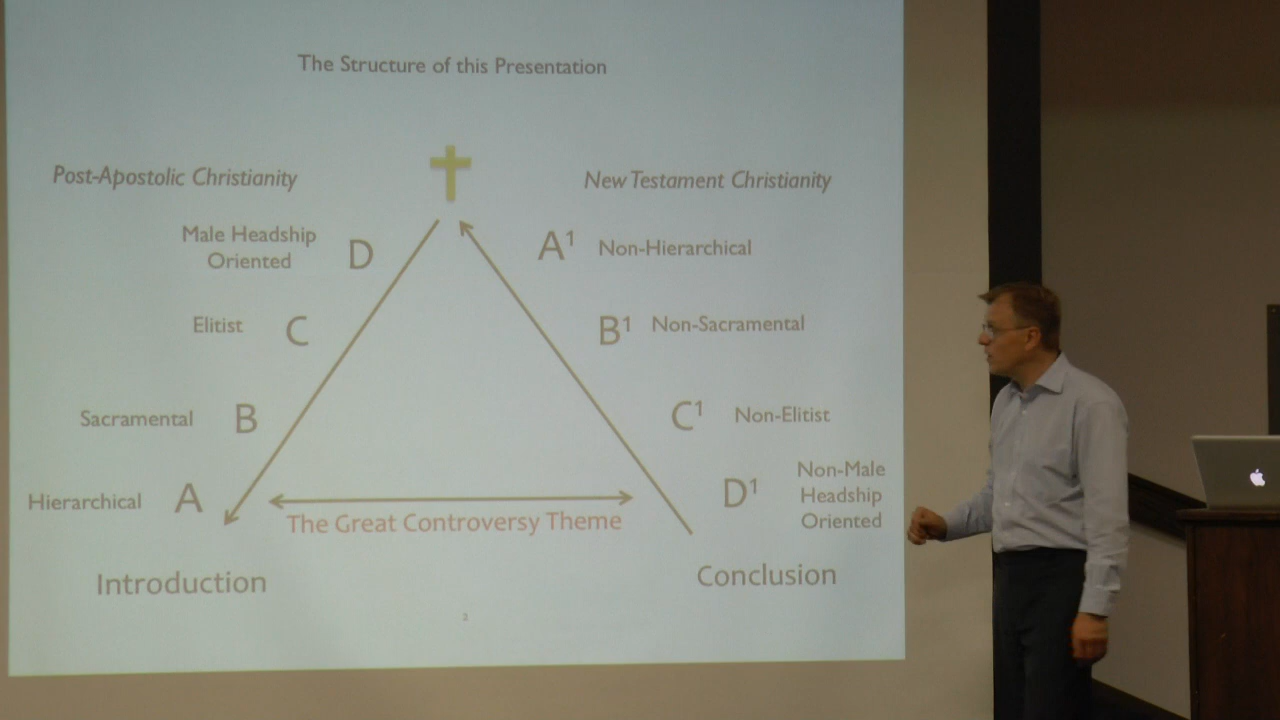 The Structure of this Presentation
Post-Apostolic Christianity
New Testament Christianity
Male Headship
Oriented
D
A¹ Non-Hierarchical
Elitist C
B¹ Non-Sacramental
Sacramental B
C¹ Non-Elitist
Hierarchical A
D¹
Non-Male
Headship
Oriented
The Great Controversy Theme
Introduction
Conclusion